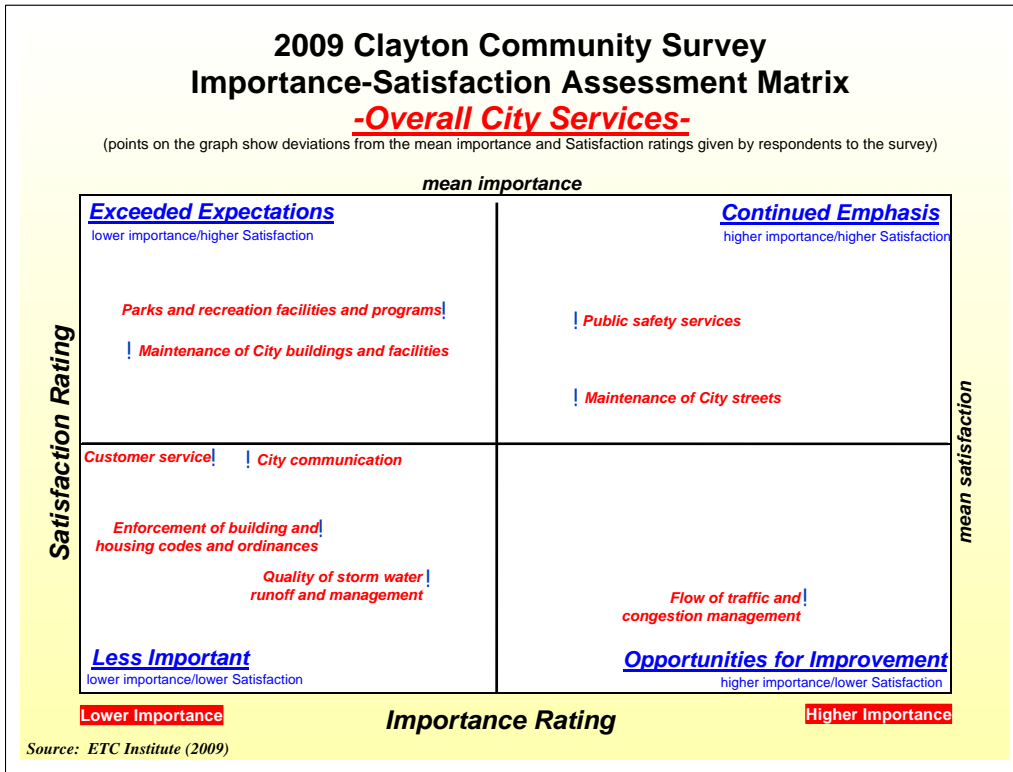 2009 Clayton Community Survey
Importance-Satisfaction Assessment Matrix
-Overall City Services-
(points on the graph show deviations from the mean importance and Satisfaction ratings given by respondents to the survey)
mean importance
Exceeded Expectations
lower importance/higher Satisfaction
Continued Emphasis
higher importance/higher Satisfaction
Parks and recreation facilities and programs
Public safety services
Maintenance of City buildings and facilities
Maintenance of City streets
Satisfaction Rating
mean satisfaction
Customer service
City communication
Enforcement of building and
housing codes and ordinances
Quality of storm water
runoff and management
Flow of traffic and
congestion management
Less Important
lower importance/lower Satisfaction
Opportunities for Improvement
higher importance/lower Satisfaction
Lower Importance
Importance Rating
Higher Importance
Source: ETC Institute (2009)